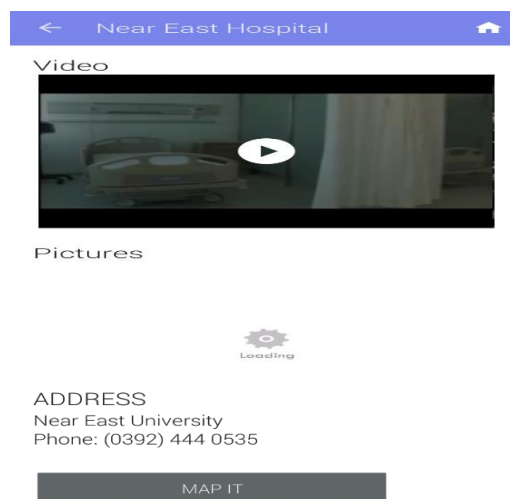 Near East Hospital
Video
Pictures
Loading
ADDRESS
Near East University
Phone: (0392) 444 0535
MAP IT